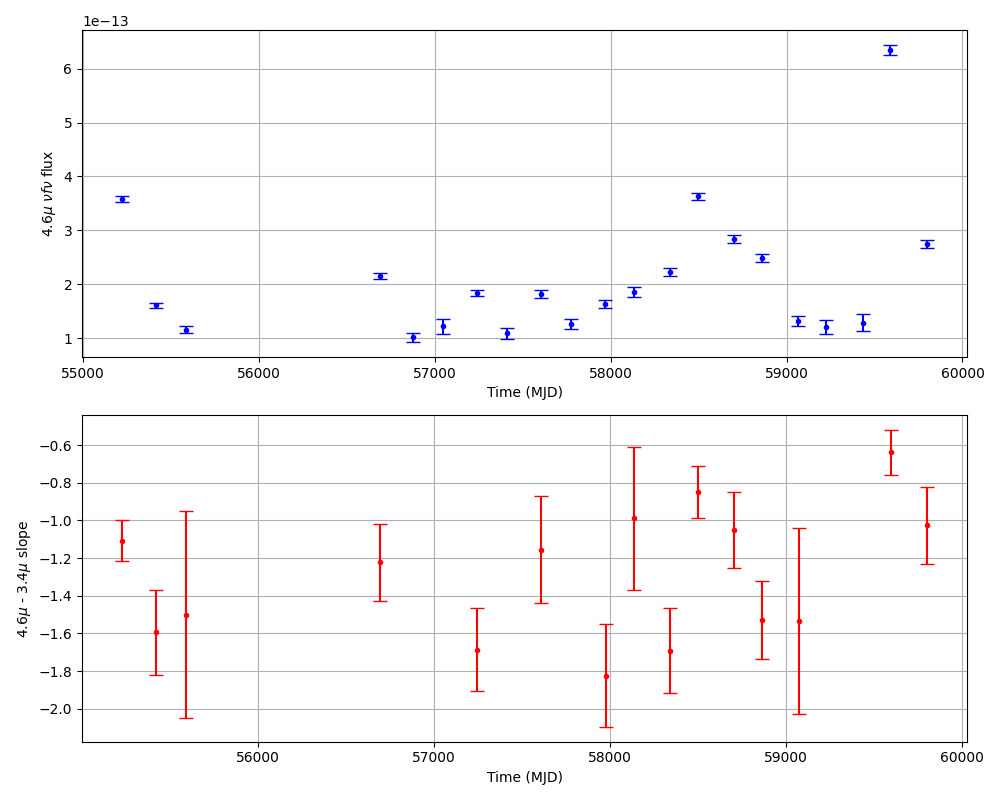 1e−13
6
5
4
3
2
1
4.6μ νfν flux
55000 56000 57000 58000 59000 60000
Time (MJD)
−0.6
−0.8
−1.0
−1.2
−1.4
−1.6
−1.8
−2.0
4.6μ - 3.4μ slope
56000 57000 58000 59000 60000
Time (MJD)